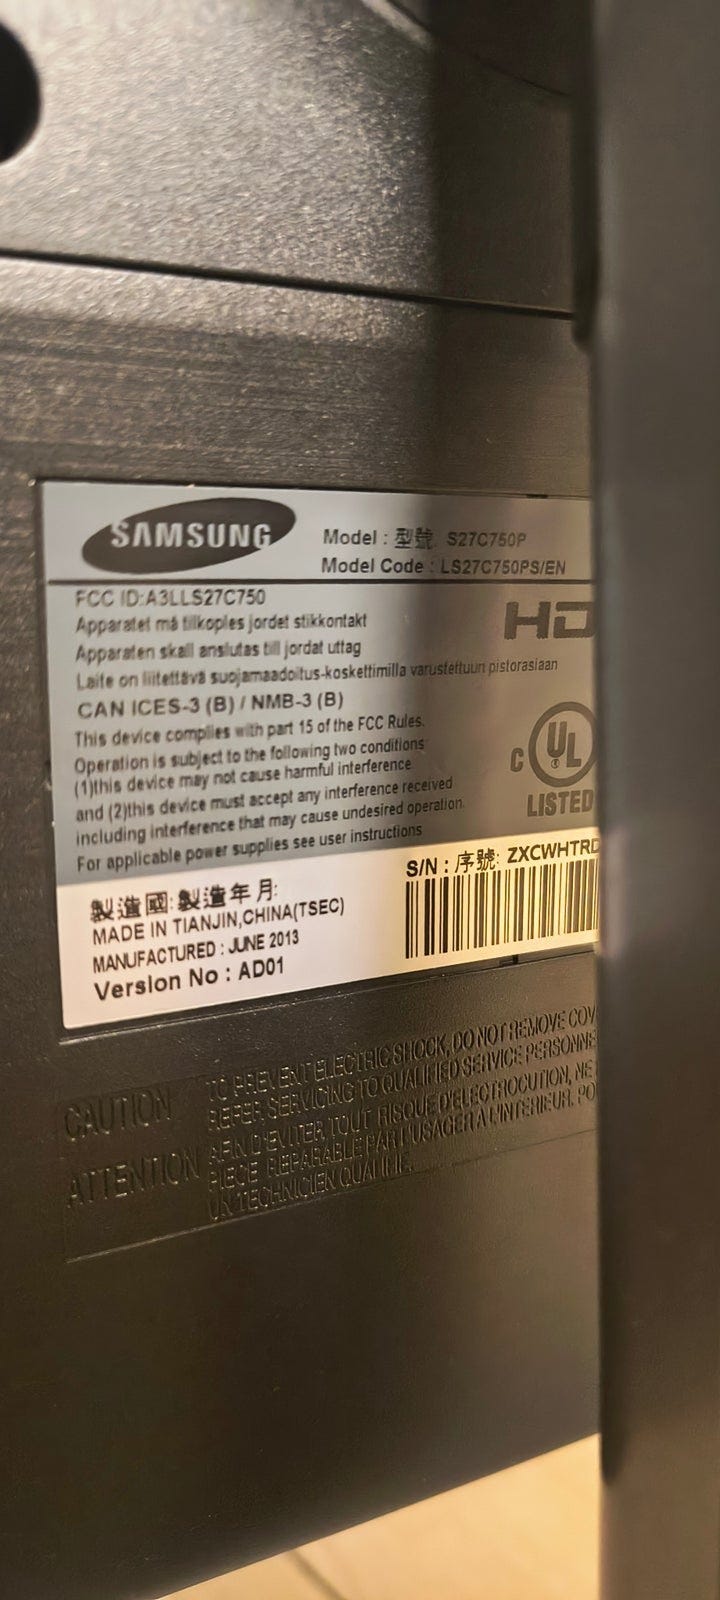 SAMSUNG
Model : 型號: S27C750P
Model Code : LS27C750PS/EN
FCC ID:A3LLS27C750
Apparatet må tilkoples jordet stikkontakt
Apparaten skall anslutas till jordat uttag
Laite on liitettävä suojamaadoitus-koskettimilla varustettuun pistorasiaan
HD
CAN ICES-3 (B) / NMB-3 (B)
This device complies with part 15 of the FCC Rules.
Operation is subject to the following two conditions:
(1)this device may not cause harmful interference
and (2)this device must accept any interference received
including interference that may cause undesired operation.
For applicable power supplies see user instructions
C UL
LISTED
S/N : 序號: ZXCWHTRD
製造國: 製造年月:
MADE IN TIANJIN,CHINA(TSEC)
MANUFACTURED : JUNE 2013
Version No : AD01
CAUTION TO PREVENT ELECTRIC SHOCK, DO NOT REMOVE COV
REFER SERVICING TO QUALIFIED SERVICE PERSONNE
ATTENTION AFIN D'EVITER TOUT RISQUE D'ELECTROCUTION, NE
PIECE REPARABLE PAR L'USAGER A L'INTERIEUR. PO
UN TECHNICIEN QUALIFIE.